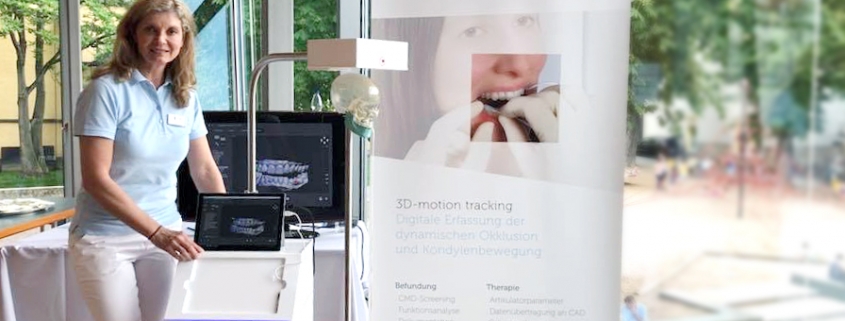 3D-motion tracking
Digitale Erfassung der
dynamischen Okklusion
und Kondylenbewegung
Befundung
CMD-Screening
Funktionsanalyse
Therapie
Artikulatorparameter
Datenübertragung an CAD